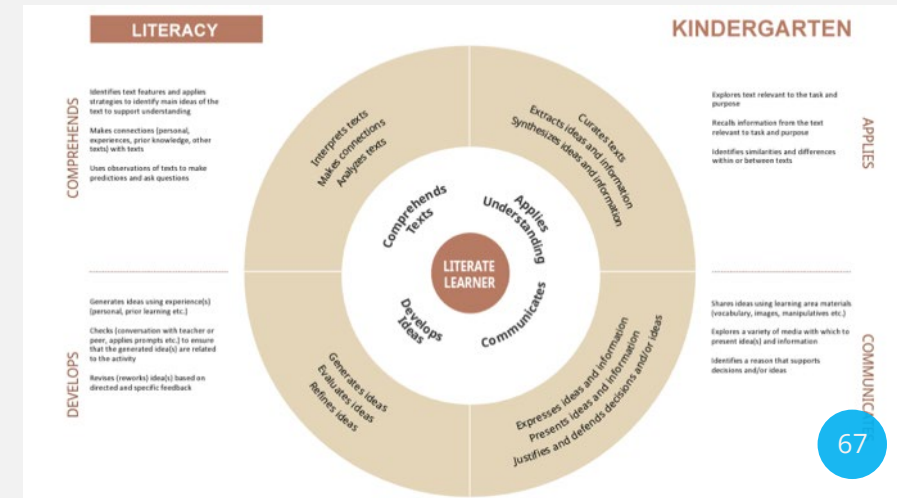 LITERACY
KINDERGARTEN
COMPREHENDS
Identifies text features and applies
strategies to identify main ideas of the
text to support understanding
Makes connections (personal,
experiences, prior knowledge, other
texts) with texts
Uses observations of texts to make
predictions and ask questions
Interprets texts
Makes connections
Analyzes texts
Curates texts
Extracts ideas and information
Synthesizes ideas and information
Explores text relevant to the task and
purpose
Recalls information from the text
relevant to task and purpose
Identifies similarities and differences
within or between texts
APPLIES
Comprehends
Texts
Applies
Understanding
LITERATE
LEARNER
Develops
Ideas
Communicates
DEVELOPS
Generates ideas using experience(s)
(personal, prior learning etc.)
Checks (conversation with teacher or
peer, applies prompts etc.) to ensure
that the generated idea(s) are related
to the activity
Revises (reworks) idea(s) based on
directed and specific feedback
Generates ideas
Evaluates ideas
Refines ideas
Expresses ideas and information
Presents ideas and information
Justifies and defends decisions and/or ideas
Shares ideas using learning area materials
(vocabulary, images, manipulatives etc.)
Explores a variety of media with which to
present idea(s) and information
Identifies a reason that supports
decisions and/or ideas
67